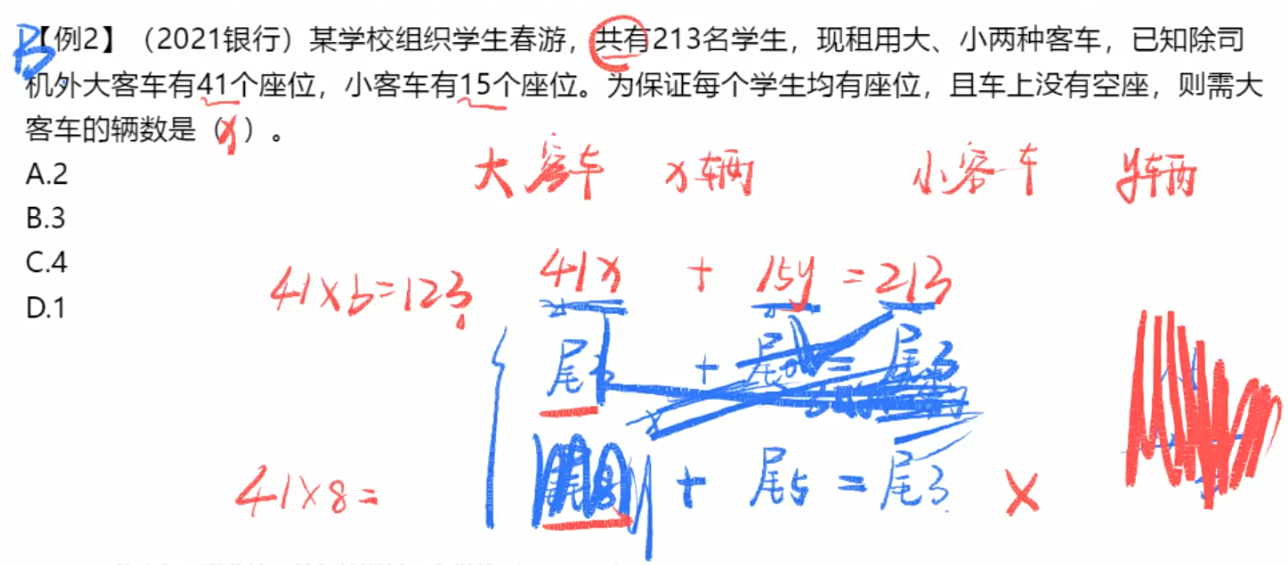 B【例2】(2021银行)某学校组织学生春游，共有213名学生，现租用大、小两种客车，已知除司
机外大客车有41个座位，小客车有15个座位。为保证每个学生均有座位，且车上没有空座，则需大
客车的辆数是（x）。
A.2
大客车 x辆 小客车 y辆
B.3
C.4
41x + 15y = 213
41×3=123
D.1
尾 + 尾 = 尾3
+ 尾5 = 尾3 ×
41×8=